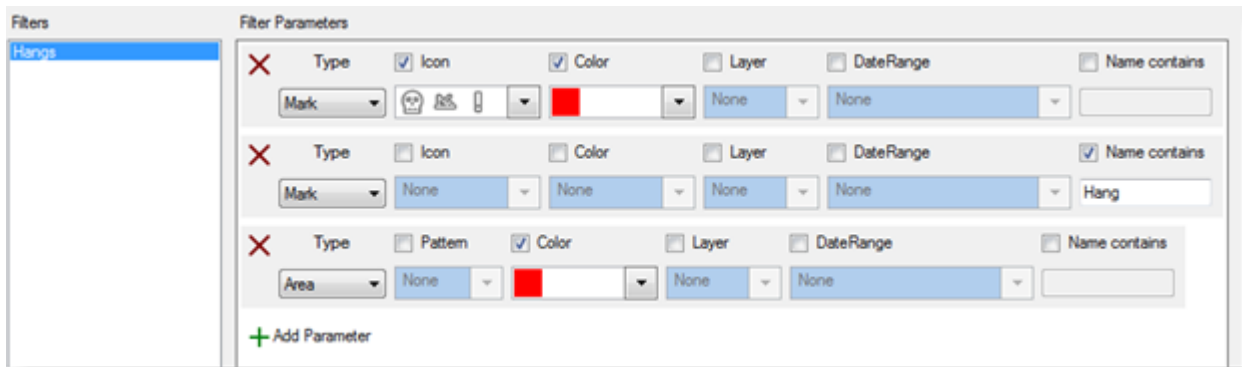 Filters Filter Parameters
Hangs
Type Icon Color Layer DateRange Name contains
Mark None None
Type Icon Color Layer DateRange Name contains
Mark None None None None Hang
Type Pattern Color Layer DateRange Name contains
Area None None None
Add Parameter